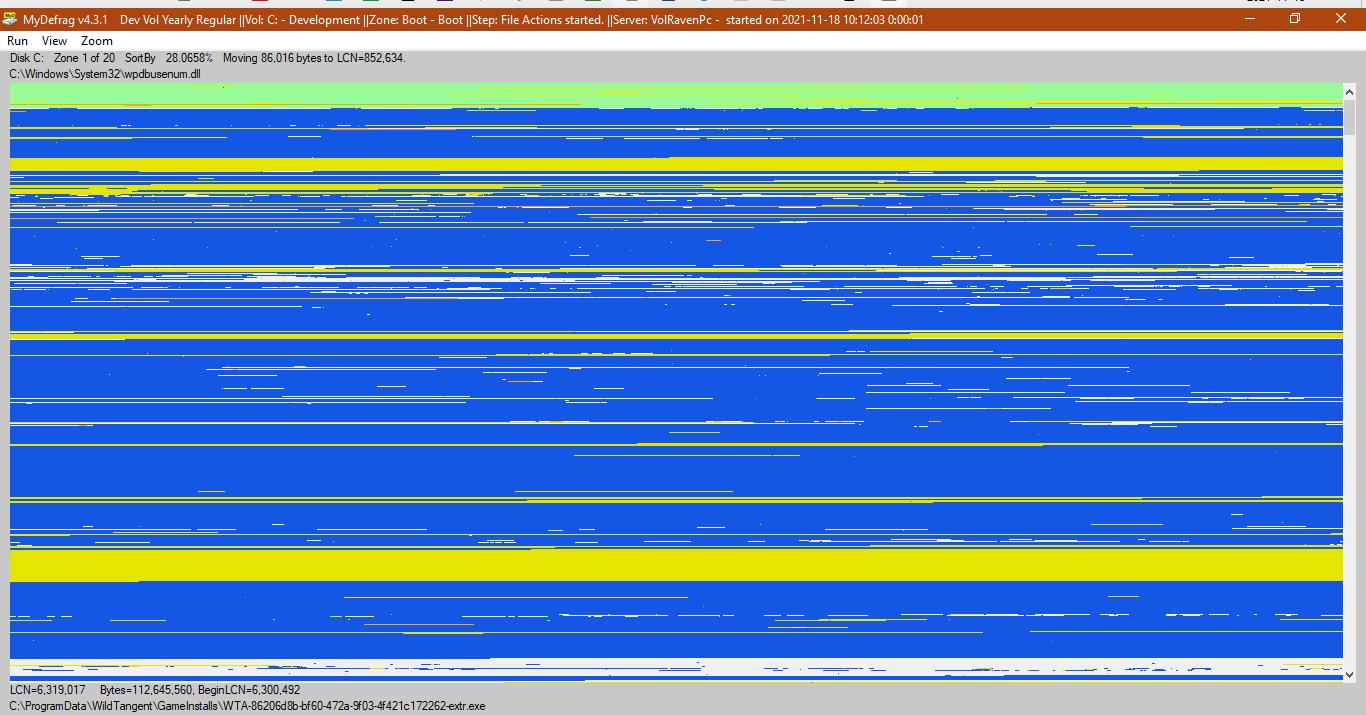 MyDefrag v4.3.1    Dev Vol Yearly Regular ||Vol: C: - Development ||Zone: Boot - Boot ||Step: File Actions started. ||Server: VolRavenPc -  started on 2021-11-18 10:12:03 0:00:01
Run View Zoom
Disk C:   Zone 1 of 20   SortBy   28.0658%   Moving 86,016 bytes to LCN=852,634.
C:\Windows\System32\wpdbusenum.dll
LCN=6,319,017    Bytes=112,645,560, BeginLCN=6,300,492
C:\ProgramData\WildTangent\GameInstalls\WTA-86206d8b-bf60-472a-9f03-4f421c172262-extr.exe